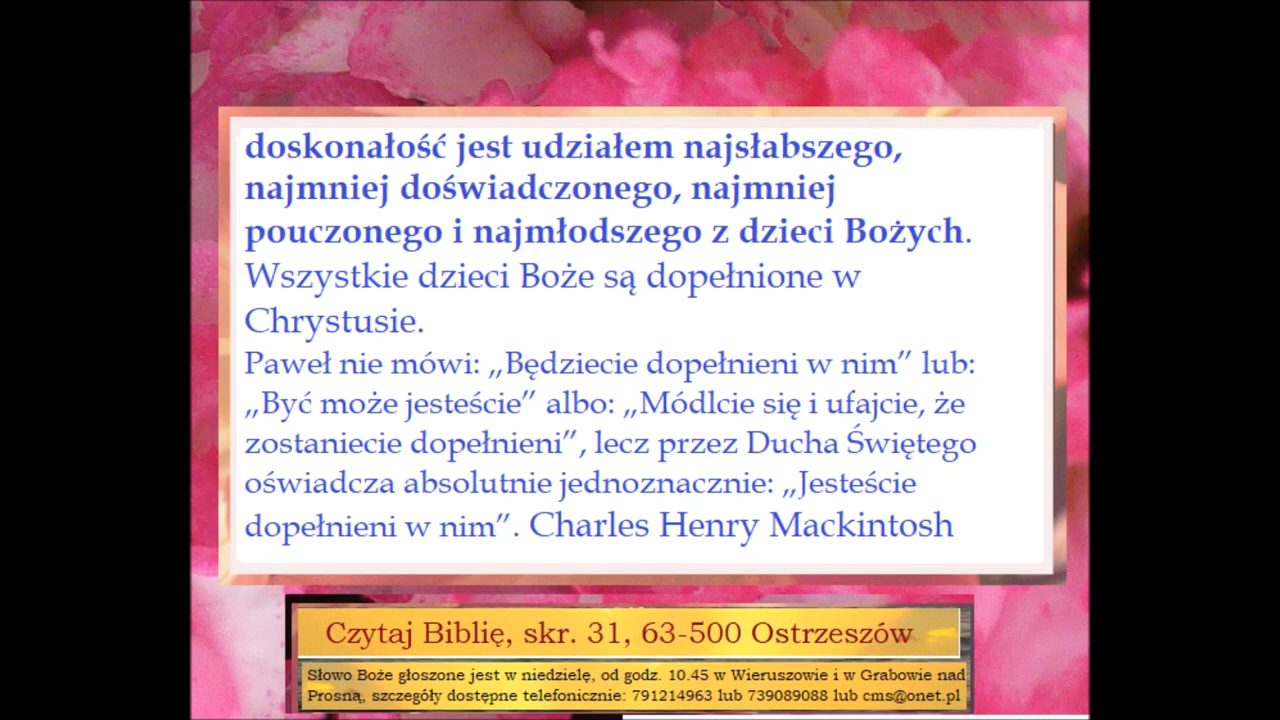 doskonałość jest udziałem najsłabszego,
najmniej doświadczonego, najmniej
pouczonego i najmłodszego z dzieci Bożych.
Wszystkie dzieci Boże są dopełnione w
Chrystusie.
Paweł nie mówi: „Będziecie dopełnieni w nim” lub:
„Być może jesteście” albo: „Módlcie się i ufajcie, że
zostaniecie dopełnieni”, lecz przez Ducha Świętego
oświadcza absolutnie jednoznacznie: „Jesteście
dopełnieni w nim”. Charles Henry Mackintosh
Czytaj Biblię, skr. 31, 63-500 Ostrzeszów
Słowo Boże głoszone jest w niedzielę, od godz. 10.45 w Wieruszowie i w Grabowie nad
Prosną, szczegóły dostępne telefonicznie: 791214963 lub 739089088 lub cms@onet.pl